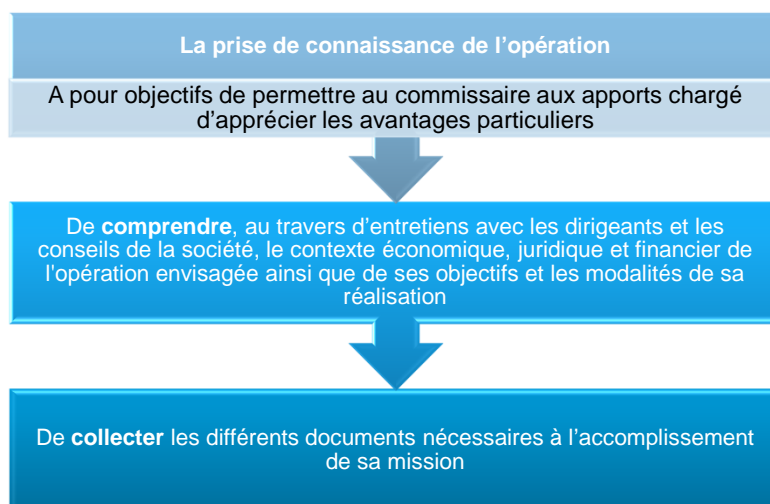 La prise de connaissance de l’opération
A pour objectifs de permettre au commissaire aux apports chargé
d’apprécier les avantages particuliers
De comprendre, au travers d’entretiens avec les dirigeants et les
conseils de la société, le contexte économique, juridique et financier de
l'opération envisagée ainsi que de ses objectifs et les modalités de sa
réalisation
De collecter les différents documents nécessaires à l’accomplissement
de sa mission